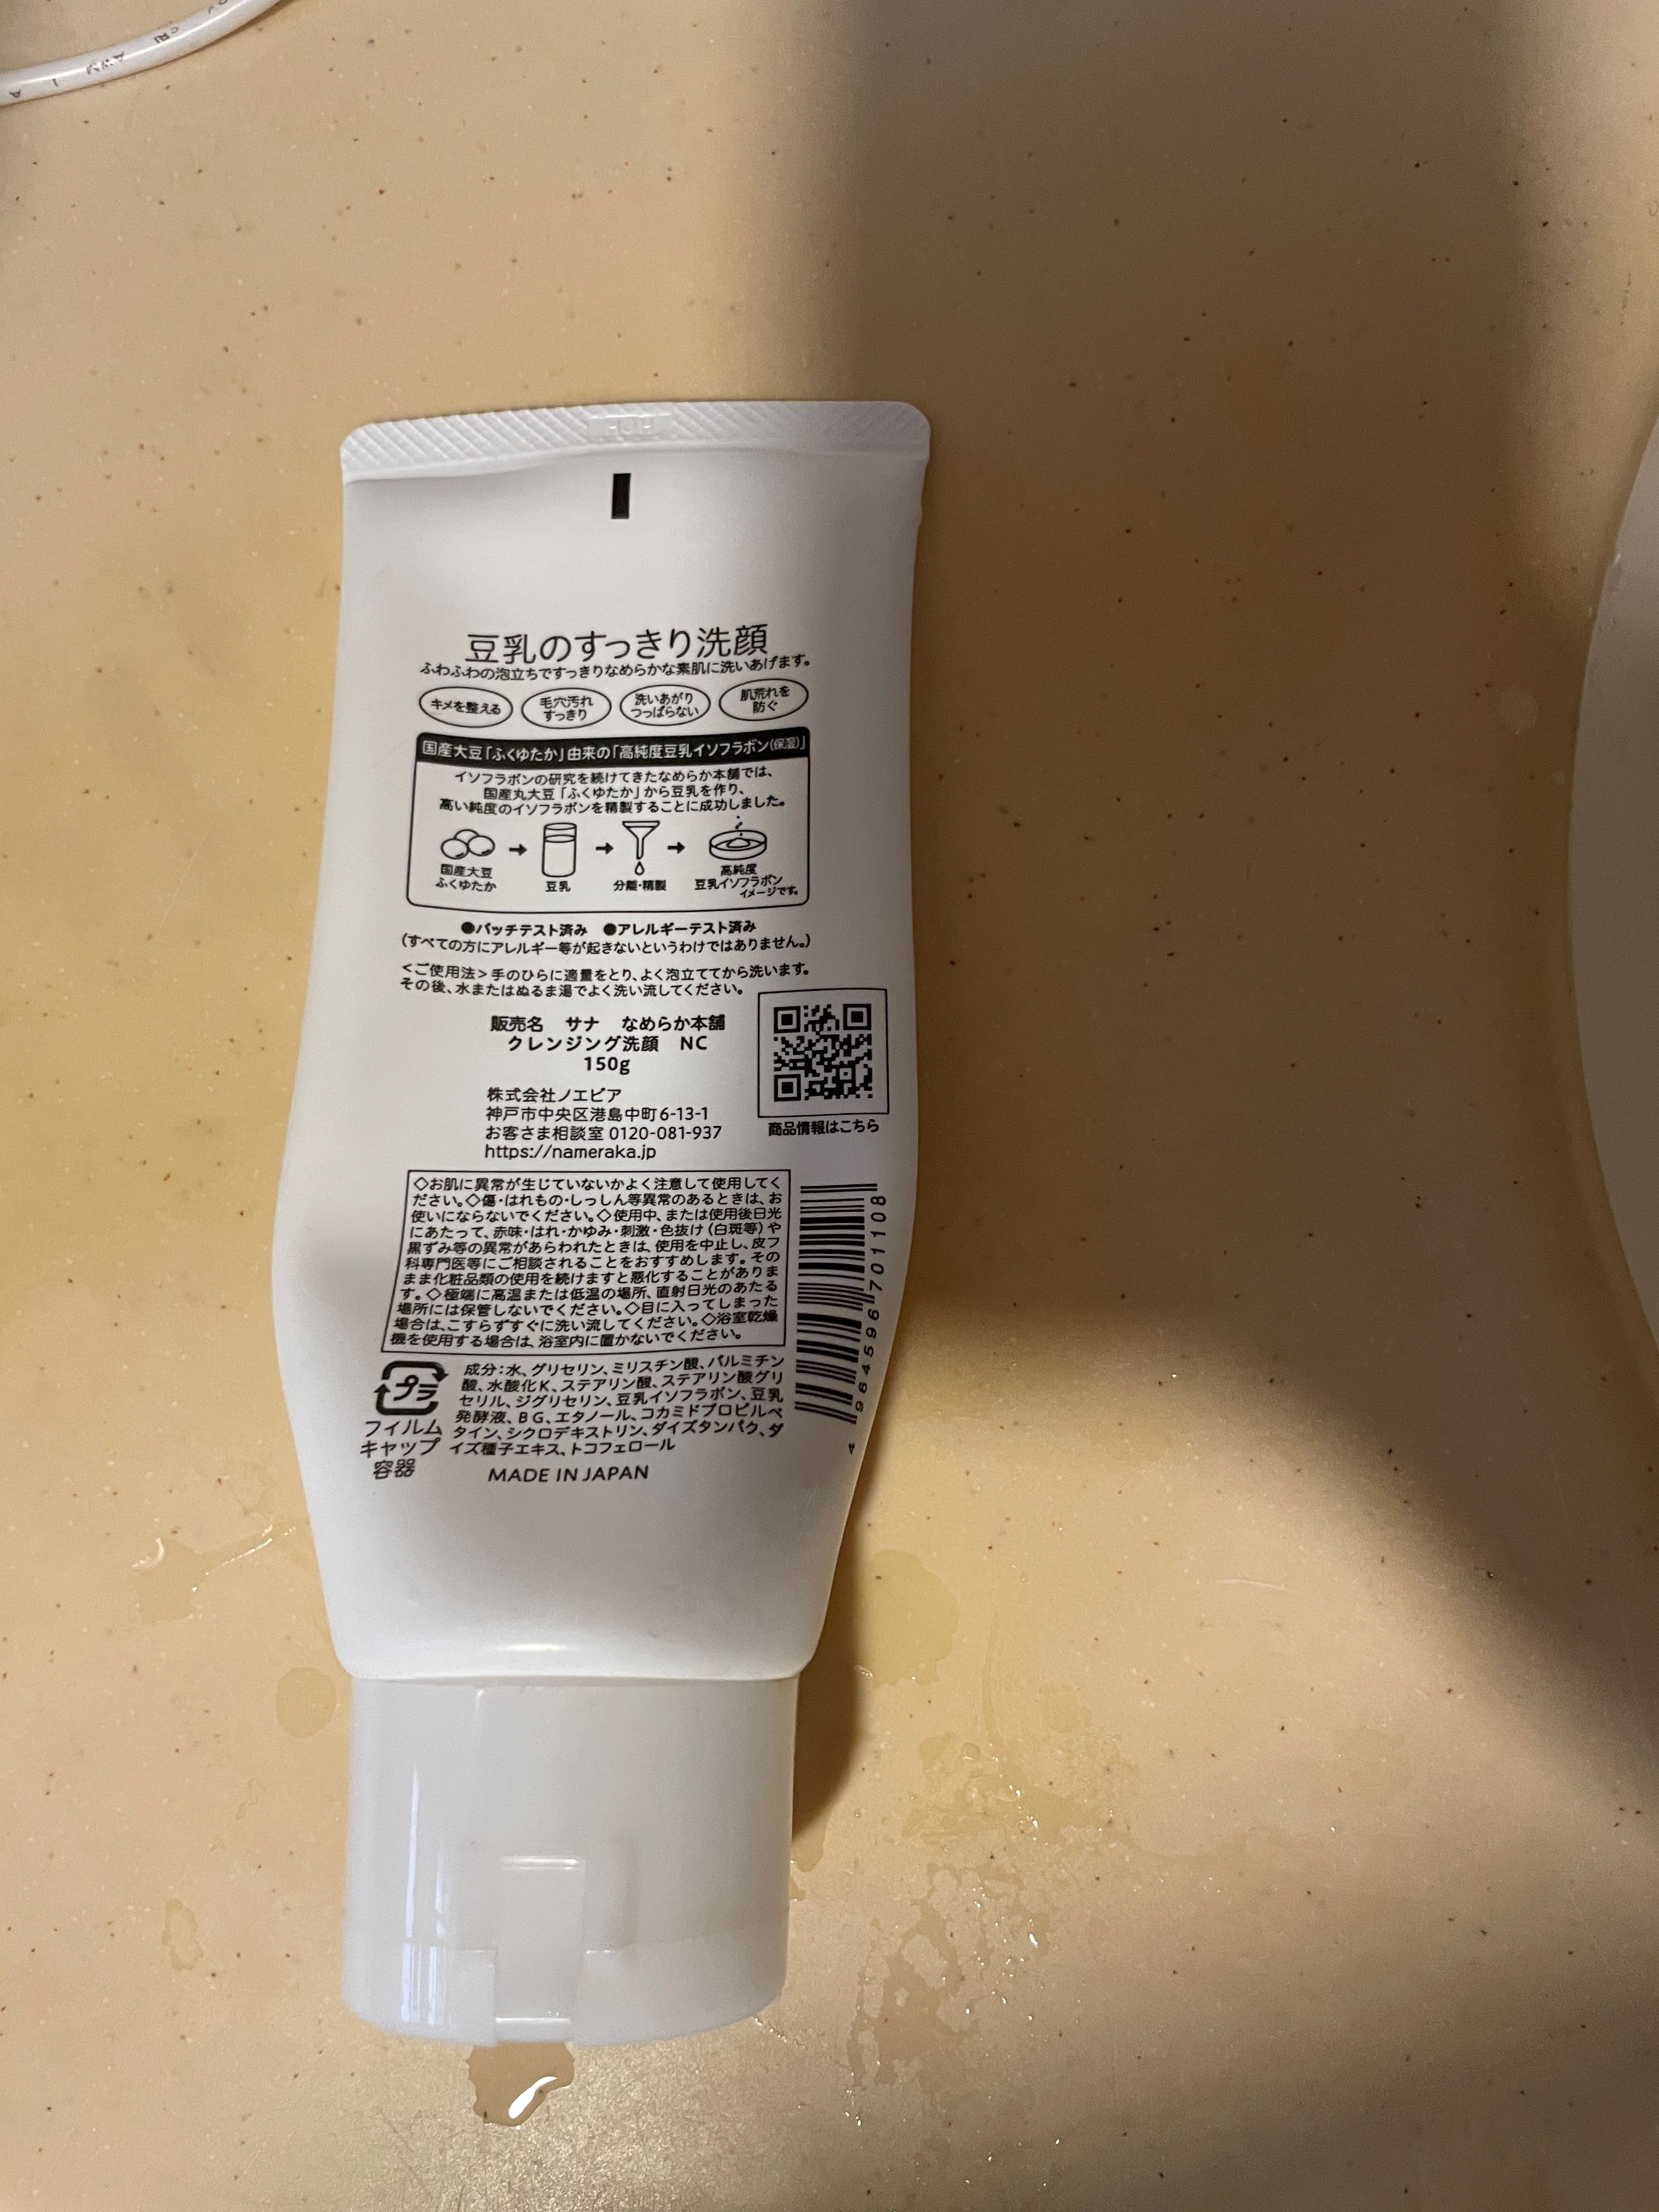 豆乳のすっきり洗顔
ふわふわの泡立ちですっきりなめらかな素肌に洗いあげます。
キメを整える
毛穴汚れ
すっきり
洗いあがり
つっぱらない
肌荒れを
防ぐ
国産大豆「ふくゆたか」由来の「高純度豆乳イソフラボン(保湿)」
イソフラボンの研究を続けてきたなめらか本舗では、
国産丸大豆「ふくゆたか」から豆乳を作り、
高い純度のイソフラボンを精製することに成功しました。
国産大豆
ふくゆたか
豆乳
分離・精製
高純度
豆乳イソフラボン
イメージです。
●パッチテスト済み ●アレルギーテスト済み
(すべての方にアレルギー等が起きないというわけではありません。)
<ご使用法>手のひらに適量をとり、よく泡立ててから洗います。
その後、水またはぬるま湯でよく洗い流してください。
販売名 サナ なめらか本舗
クレンジング洗顔 NC
150g
株式会社ノエビア
神戸市中央区港島中町6-13-1
お客さま相談室 0120-081-937
https://nameraka.jp
商品情報はこちら
◇お肌に異常が生じていないかよく注意して使用してく
ださい。◇傷・はれもの・しっしん等異常のあるときは、お
使いにならないでください。◇使用中、または使用後日光
にあたって、赤味・はれ・かゆみ・刺激・色抜け(白斑等)や
黒ずみ等の異常があらわれたときは、使用を中止し、皮フ
科専門医等にご相談されることをおすすめします。その
まま化粧品類の使用を続けますと悪化することがありま
す。◇極端に高温または低温の場所、直射日光のあたる
場所には保管しないでください。◇目に入ってしまった
場合は、こすらずすぐに洗い流してください。◇浴室乾燥
機を使用する場合は、浴室内に置かないでください。
4 964596 701108
プラ
フィルム
キャップ
容器
成分:水、グリセリン、ミリスチン酸、パルミチン
酸、水酸化K、ステアリン酸、ステアリン酸グリ
セリル、ジグリセリン、豆乳イソフラボン、豆乳
発酵液、BG、エタノール、コカミドプロピルベ
タイン、シクロデキストリン、ダイズタンパク、ダ
イズ種子エキス、トコフェロール
MADE IN JAPAN